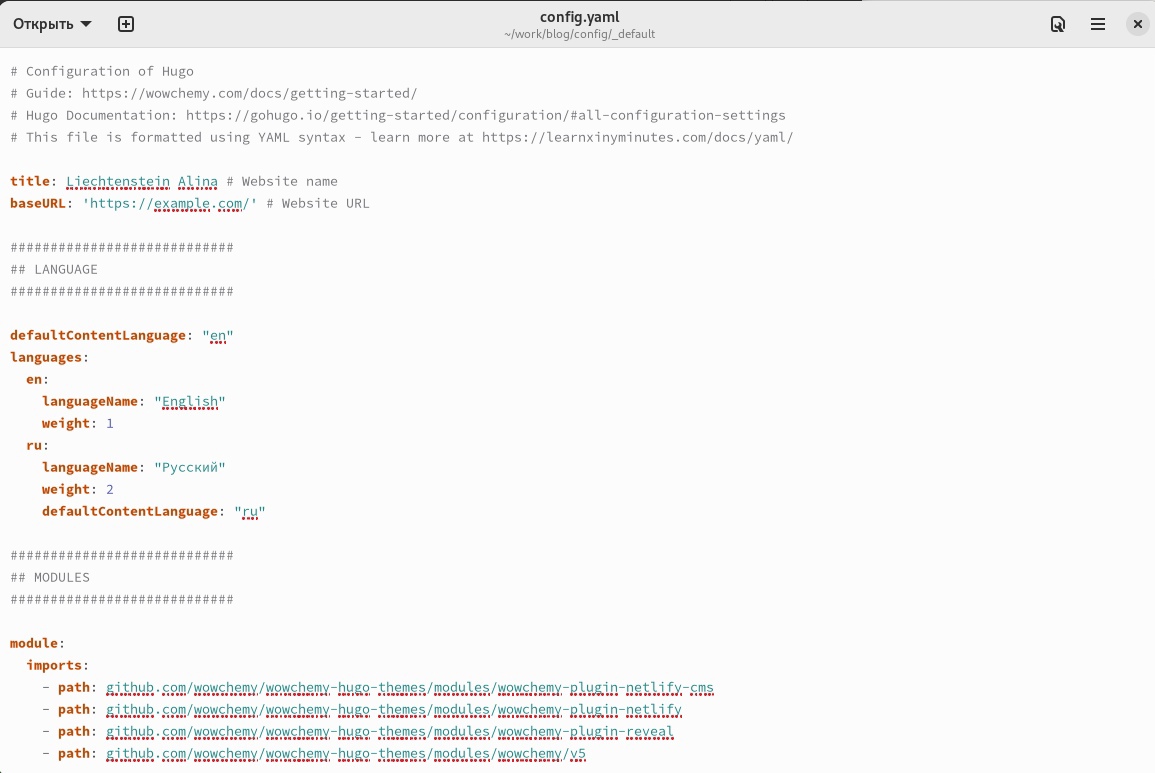 Открыть
config.yaml
~/work/blog/config/_default
# Configuration of Hugo
# Guide: https://wowchemy.com/docs/getting-started/
# Hugo Documentation: https://gohugo.io/getting-started/configuration/#all-configuration-settings
# This file is formatted using YAML syntax - learn more at https://learnxinyminutes.com/docs/yaml/
title: Liechtenstein Alina # Website name
baseURL: 'https://example.com/' # Website URL
############################
## LANGUAGE
############################
defaultContentLanguage: "en"
languages:
  en:
    languageName: "English"
    weight: 1
  ru:
    languageName: "Русский"
    weight: 2
    defaultContentLanguage: "ru"
############################
## MODULES
############################
module:
  imports:
    - path: github.com/wowchemy/wowchemy-hugo-themes/modules/wowchemy-plugin-netlify-cms
    - path: github.com/wowchemy/wowchemy-hugo-themes/modules/wowchemy-plugin-netlify
    - path: github.com/wowchemy/wowchemy-hugo-themes/modules/wowchemy-plugin-reveal
    - path: github.com/wowchemy/wowchemy-hugo-themes/modules/wowchemy/v5